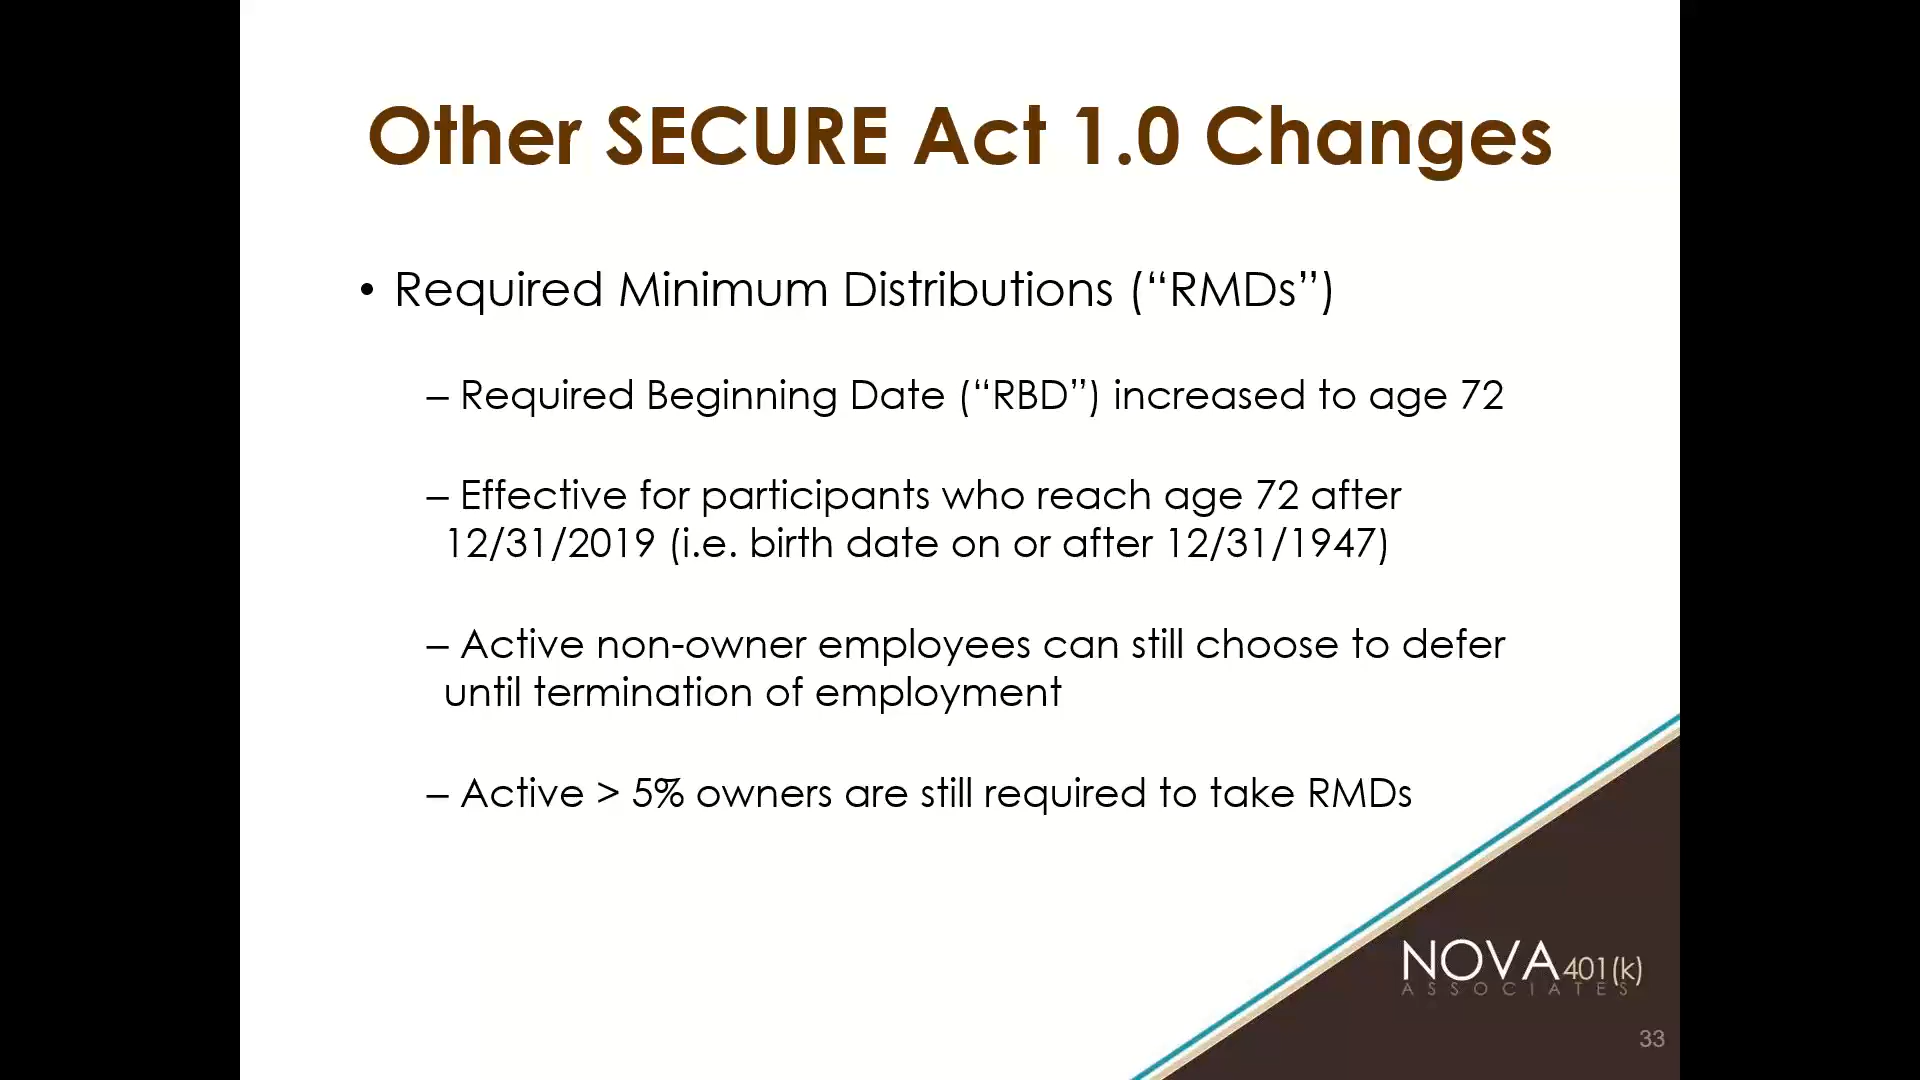 Other SECURE Act 1.0 Changes
• Required Minimum Distributions (“RMDs”)
– Required Beginning Date (“RBD”) increased to age 72
– Effective for participants who reach age 72 after
12/31/2019 (i.e. birth date on or after 12/31/1947)
– Active non-owner employees can still choose to defer
until termination of employment
– Active > 5% owners are still required to take RMDs
NOVA 401(k)
ASSOCIATES
33